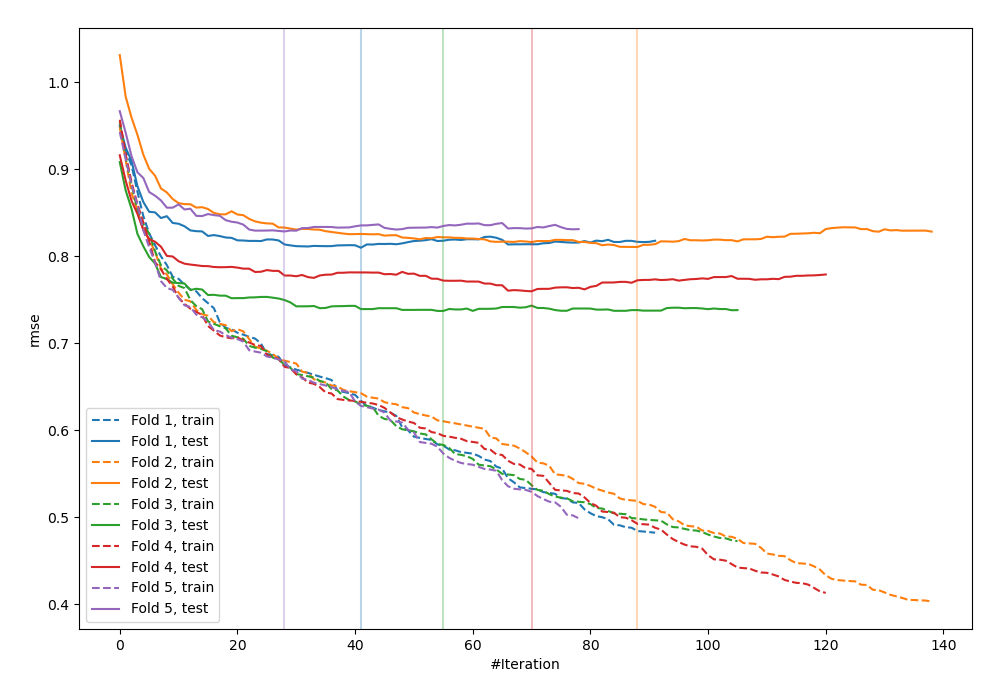 1.0
0.9
0.8
0.7
0.6
0.5
0.4
rmse
Fold 1, train
Fold 1, test
Fold 2, train
Fold 2, test
Fold 3, train
Fold 3, test
Fold 4, train
Fold 4, test
Fold 5, train
Fold 5, test
0 20 40 60 80 100 120 140
#Iteration